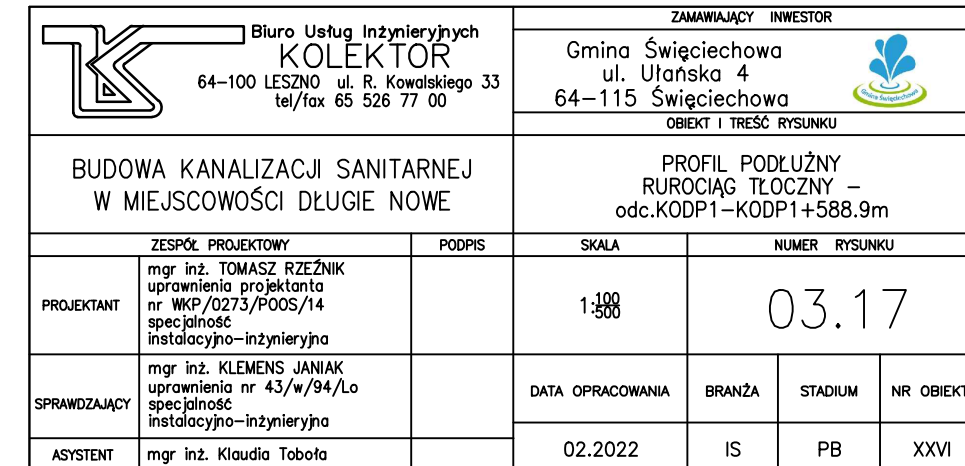 Biuro Usług Inżynieryjnych
KOLEKTOR
64-100 LESZNO ul. R. Kowalskiego 33
tel/fax 65 526 77 00
ZAMAWIAJĄCY INWESTOR
Gmina Święciechowa
ul. Ułańska 4
64-115 Święciechowa
Gmina Święciechowa
OBIEKT I TREŚĆ RYSUNKU
BUDOWA KANALIZACJI SANITARNEJ
W MIEJSCOWOŚCI DŁUGIE NOWE
PROFIL PODŁUŻNY
RUROCIĄG TŁOCZNY –
odc.KODP1-KODP1+588.9m
ZESPÓŁ PROJEKTOWY
PODPIS
SKALA
NUMER RYSUNKU
PROJEKTANT
mgr inż. TOMASZ RZEŹNIK
uprawnienia projektanta
nr WKP/0273/POOS/14
specjalność
instalacyjno-inżynieryjna
1:100
500
03.17
SPRAWDZAJĄCY
mgr inż. KLEMENS JANIAK
uprawnienia nr 43/w/94/Lo
specjalność
instalacyjno-inżynieryjna
DATA OPRACOWANIA
BRANŻA
STADIUM
NR OBIEKT
ASYSTENT
mgr inż. Klaudia Toboła
02.2022
IS
PB
XXVI